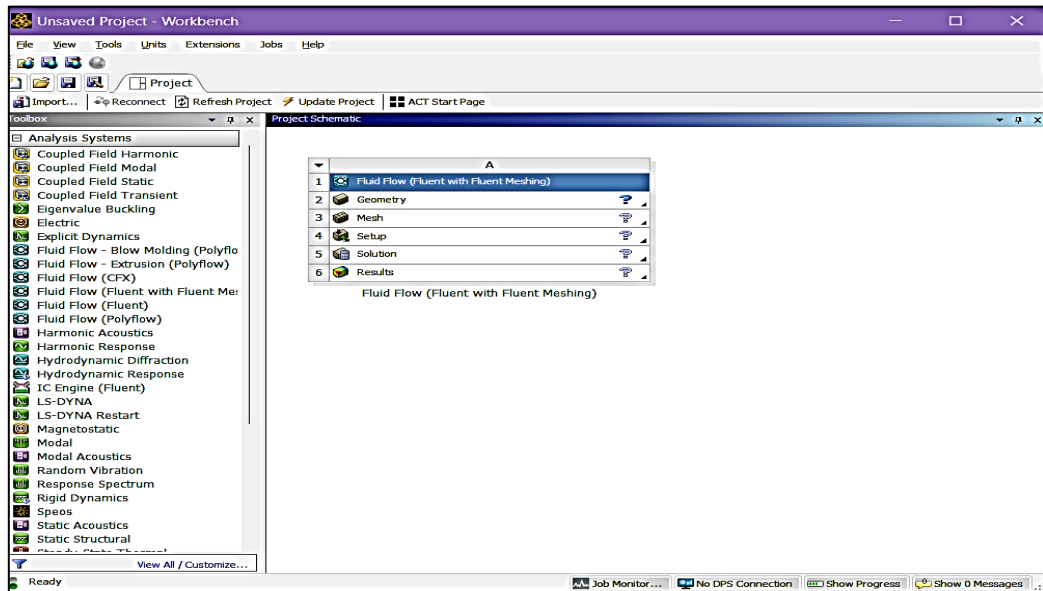 Unsaved Project - Workbench
File View Tools Units Extensions Jobs Help
Project
Import... Reconnect Refresh Project Update Project ACT Start Page
Toolbox
Project Schematic
Analysis Systems
Coupled Field Harmonic
Coupled Field Modal
Coupled Field Static
Coupled Field Transient
Eigenvalue Buckling
Electric
Explicit Dynamics
Fluid Flow - Blow Molding (Polyflo
Fluid Flow - Extrusion (Polyflow)
Fluid Flow (CFX)
Fluid Flow (Fluent with Fluent Me
Fluid Flow (Fluent)
Fluid Flow (Polyflow)
Harmonic Acoustics
Harmonic Response
Hydrodynamic Diffraction
Hydrodynamic Response
IC Engine (Fluent)
LS-DYNA
LS-DYNA Restart
Magnetostatic
Modal
Modal Acoustics
Random Vibration
Response Spectrum
Rigid Dynamics
Speos
Static Acoustics
Static Structural
View All / Customize...
A
1 Fluid Flow (Fluent with Fluent Meshing)
2 Geometry ?
3 Mesh ?
4 Setup ?
5 Solution ?
6 Results ?
Fluid Flow (Fluent with Fluent Meshing)
Ready
Job Monitor... No DPS Connection Show Progress Show 0 Messages